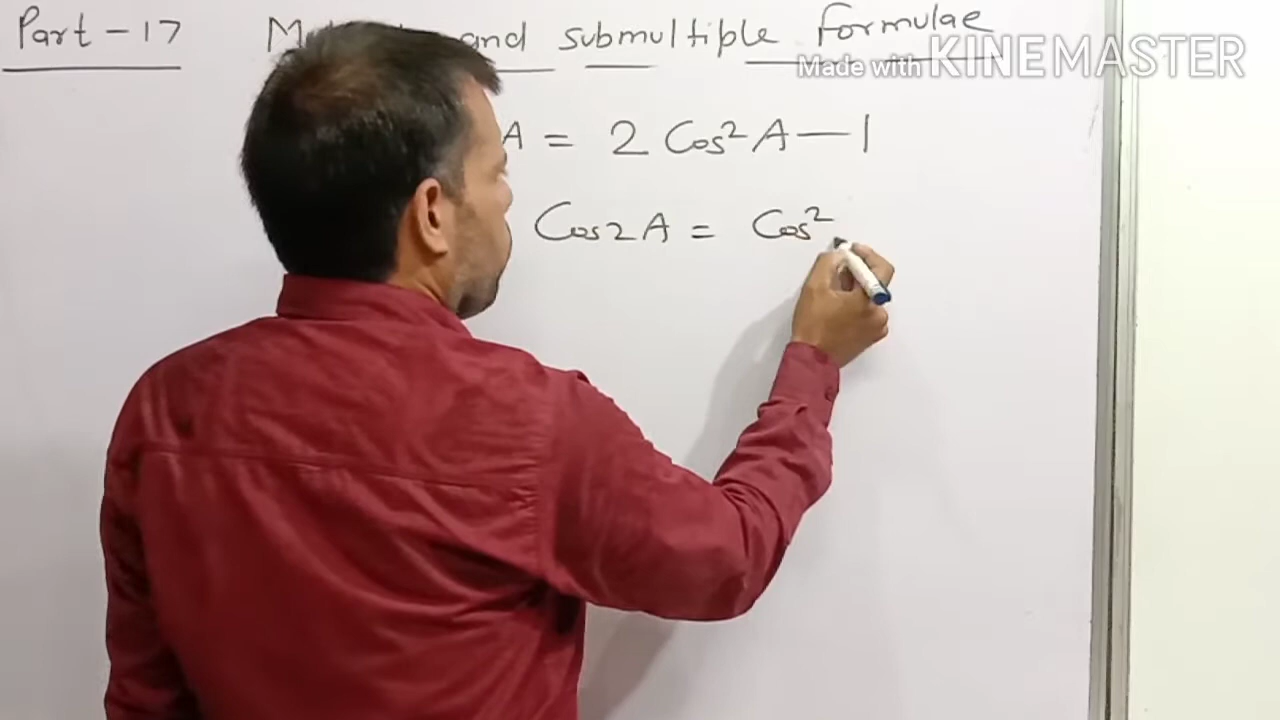 Part - 17 and submultiple formulae
Made with KINEMASTER
A = 2 Cos²A — 1
Cos2A = Cos²